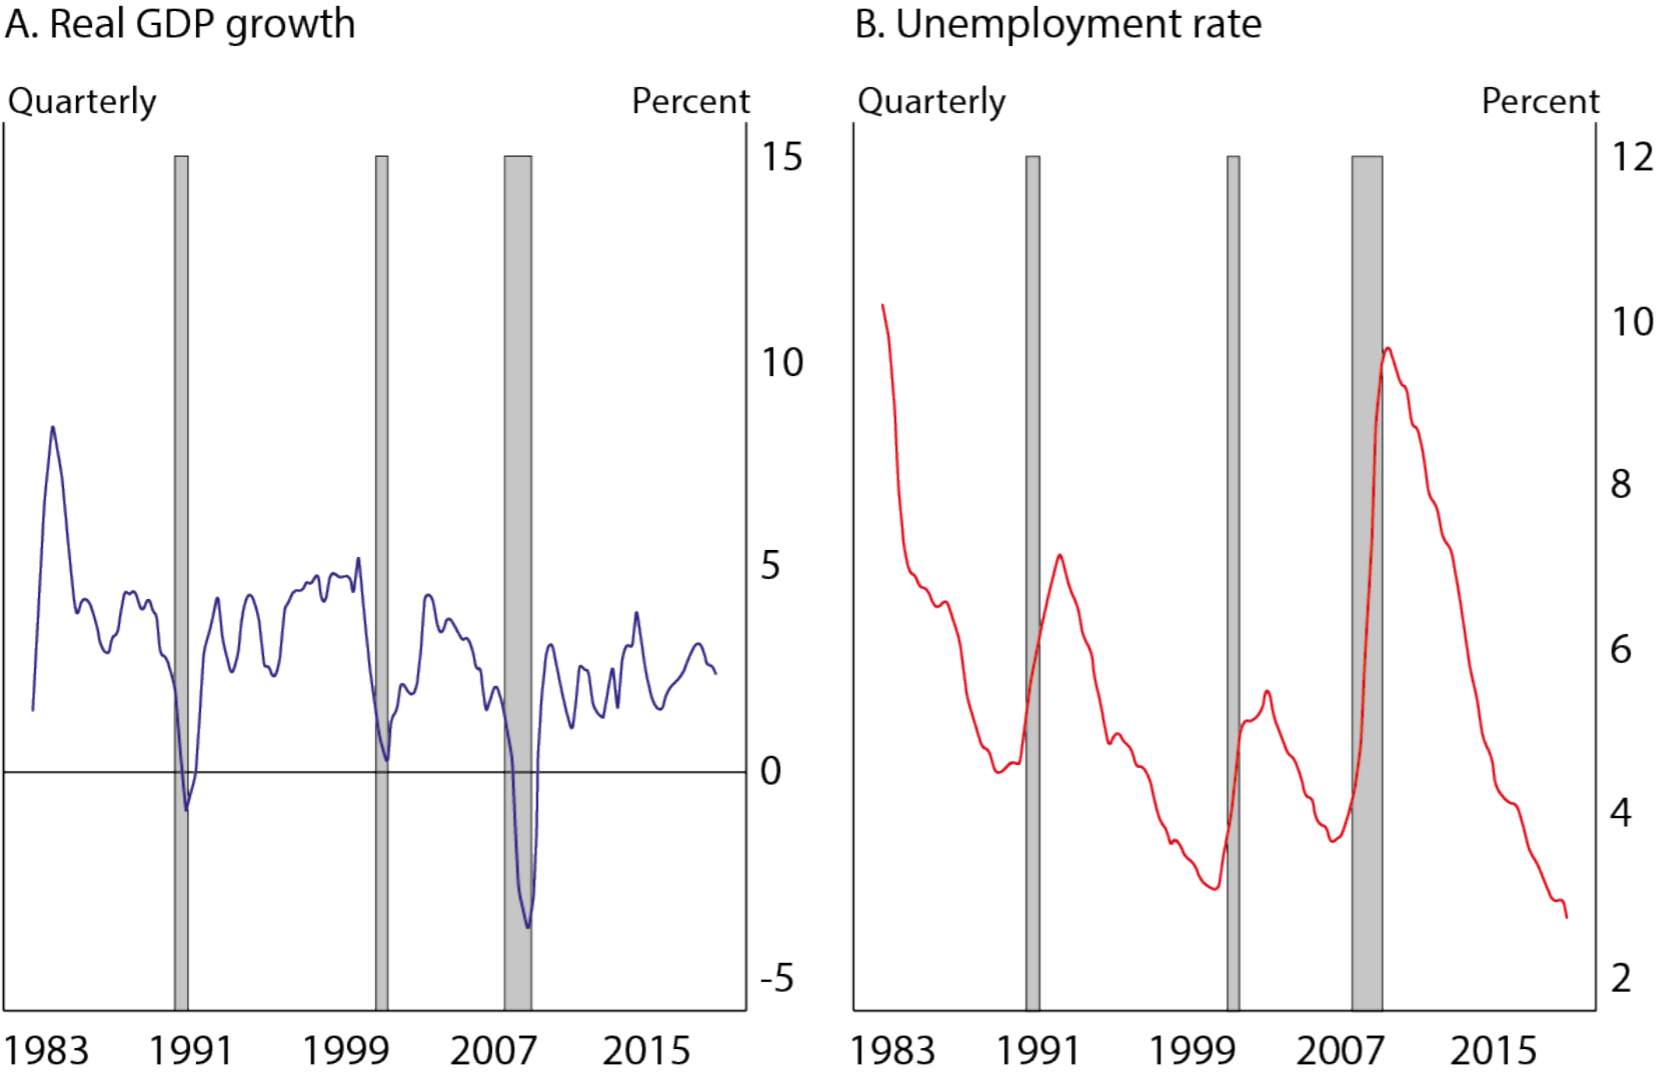 A. Real GDP growth
Quarterly Percent
15
10
5
0
-5
1983 1991 1999 2007 2015
B. Unemployment rate
Quarterly Percent
12
10
8
6
4
2
1983 1991 1999 2007 2015